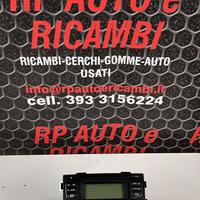 RP AUTO e
RICAMBI
RICAMBI-CERCHI-GOMME-AUTO
USATI
info@rpautoericambi.it
cell. 393 3156224
RP AUTO e
RICAMBI